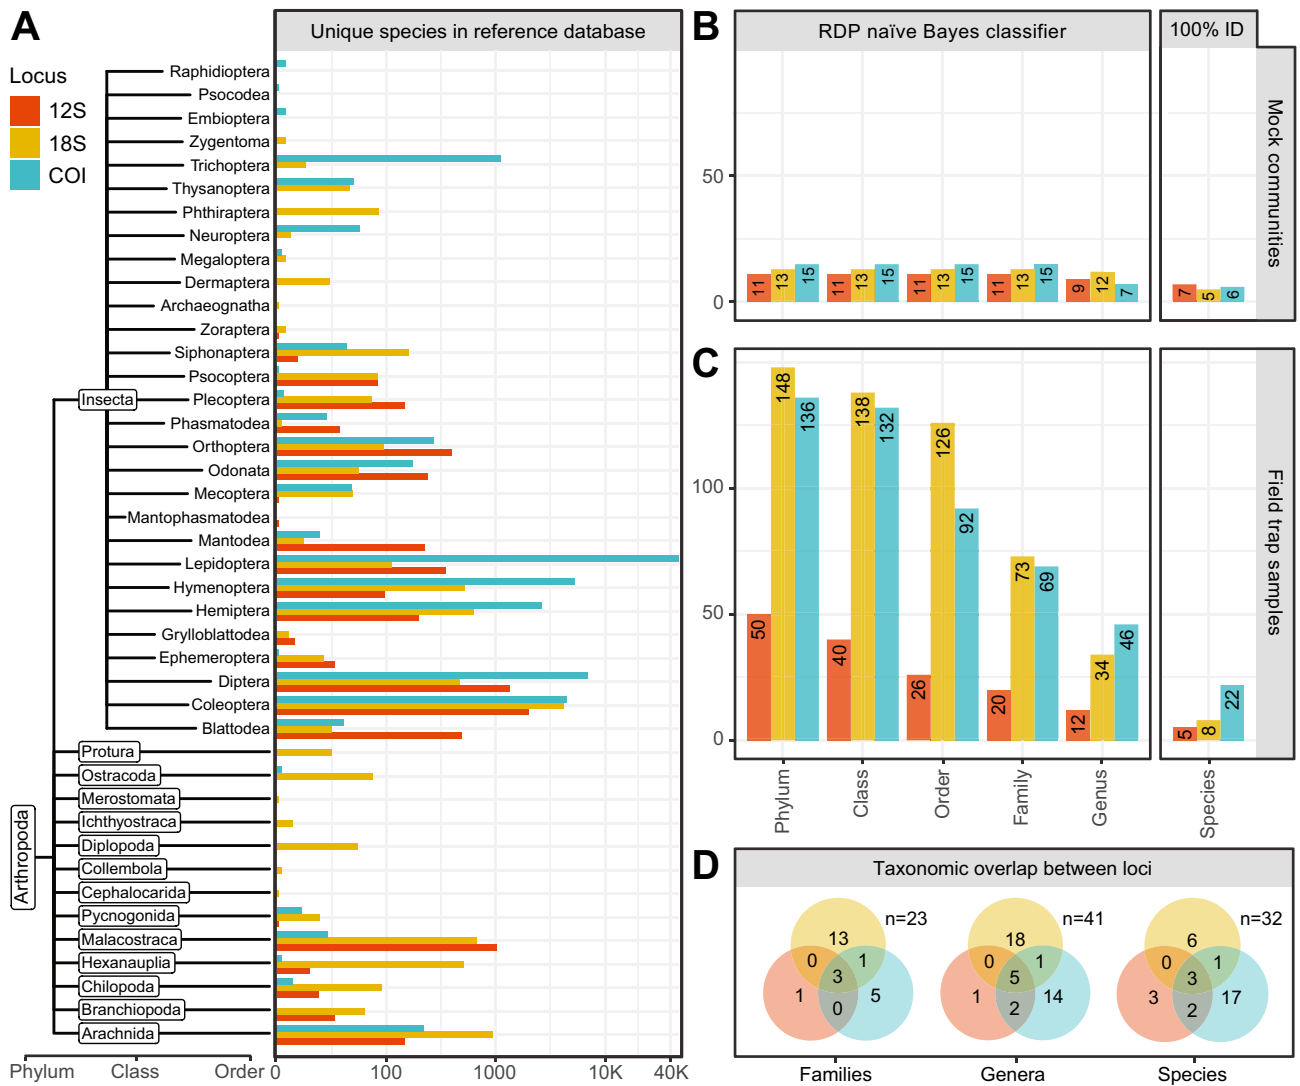 A
Unique species in reference database
Locus
12S
18S
COI
Raphidioptera
Psocodea
Embioptera
Zygentoma
Trichoptera
Thysanoptera
Phthiraptera
Neuroptera
Megaloptera
Dermaptera
Archaeognatha
Zoraptera
Siphonaptera
Psocoptera
Insecta
Plecoptera
Phasmatodea
Orthoptera
Odonata
Mecoptera
Mantophasmatodea
Mantodea
Lepidoptera
Hymenoptera
Hemiptera
Grylloblattodea
Ephemeroptera
Diptera
Coleoptera
Blattodea
Protura
Ostracoda
Merostomata
Ichthyostraca
Diplopoda
Collembola
Cephalocarida
Pycnogonida
Malacostraca
Hexanauplia
Chilopoda
Branchiopoda
Arachnida
Arthropoda
Phylum Class Order
0 100 1000 10K 40K
B
RDP naïve Bayes classifier
100% ID
Mock communities
50
0
11 13 15 11 13 15 11 13 15 11 13 15 9 12 7
7 5 6
C
Field trap samples
100
50
0
50 148 136 40 138 132 26 126 92 20 73 69 12 34 46
5 8 22
Phylum Class Order Family Genus Species
D
Taxonomic overlap between loci
n=23
13
0 1
3
1 5
0
Families
n=41
18
0 1
5
1 14
2
Genera
n=32
6
0 1
3
3 17
2
Species